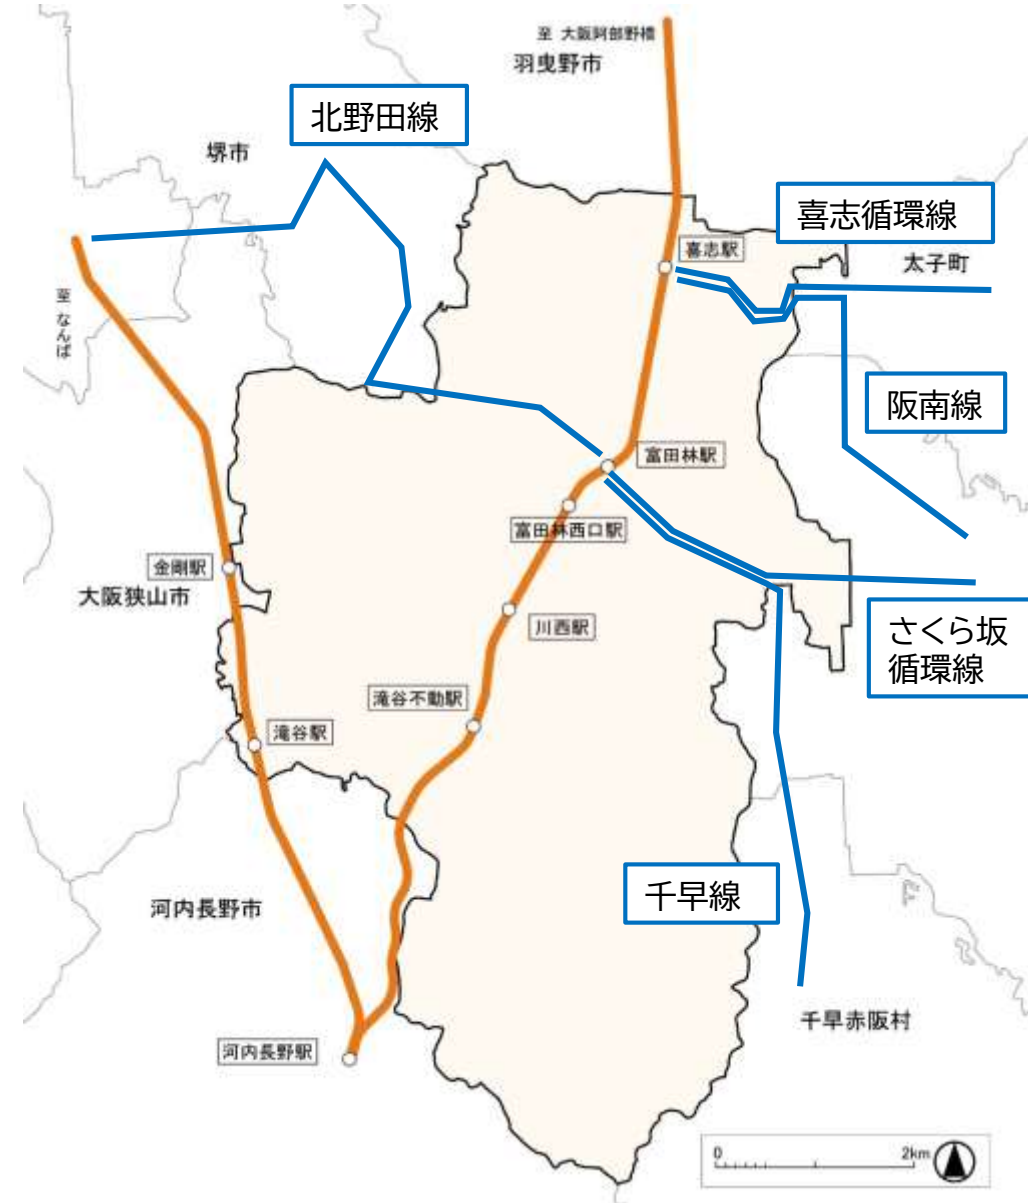 至 大阪阿部野橋
羽曳野市
北野田線
堺市
喜志循環線
喜志駅
太子町
至 なんば
阪南線
富田林駅
富田林西口駅
金剛駅
大阪狭山市
川西駅
さくら坂
循環線
滝谷不動駅
滝谷駅
千早線
河内長野市
千早赤阪村
河内長野駅
0
2km